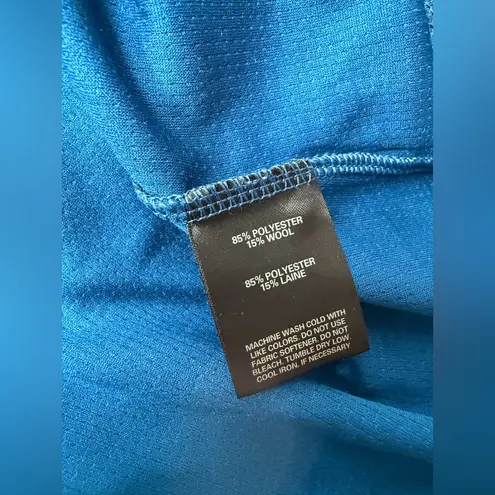 85% POLYESTER
15% WOOL
85% POLYESTER
15% LAINE
MACHINE WASH COLD WITH
LIKE COLORS. DO NOT USE
FABRIC SOFTENER. DO NOT
BLEACH. TUMBLE DRY LOW.
COOL IRON, IF NECESSARY